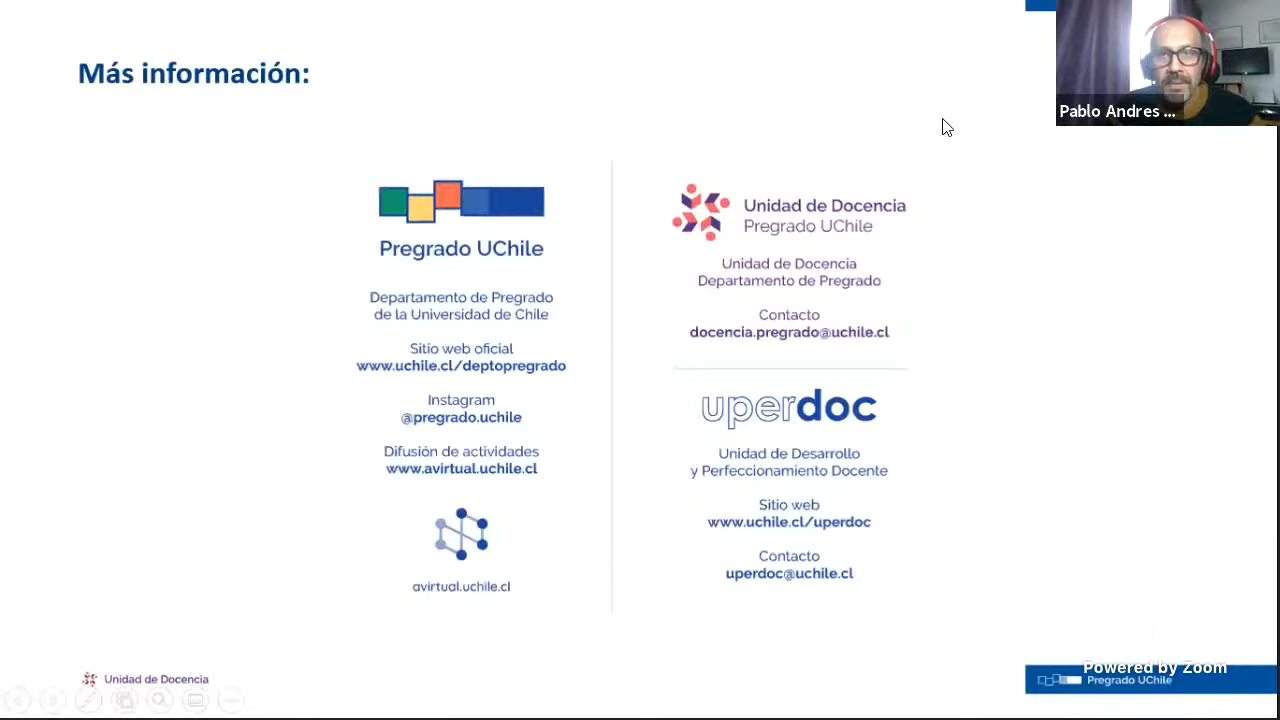 Más información:
Pablo Andres ...
Pregrado UChile
Departamento de Pregrado
de la Universidad de Chile
Sitio web oficial
www.uchile.cl/deptopregrado
Instagram
@pregrado.uchile
Difusión de actividades
www.avirtual.uchile.cl
avirtual.uchile.cl
Unidad de Docencia
Pregrado UChile
Unidad de Docencia
Departamento de Pregrado
Contacto
docencia.pregrado@uchile.cl
uperdoc
Unidad de Desarrollo
y Perfeccionamiento Docente
Sitio web
www.uchile.cl/uperdoc
Contacto
uperdoc@uchile.cl
Unidad de Docencia
Powered by Zoom
Pregrado UChile